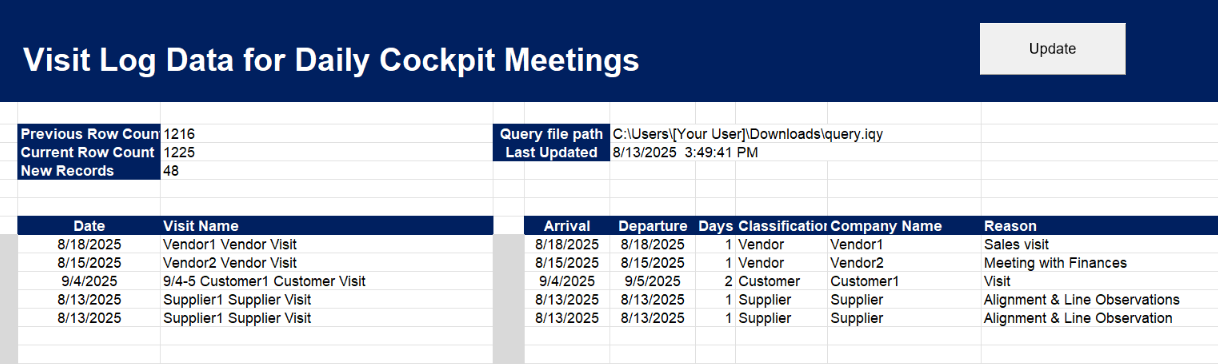 Visit Log Data for Daily Cockpit Meetings
Update
Previous Row Coun 1216 Query file path C:\Users\[Your User]\Downloads\query.iqy
Current Row Count 1225 Last Updated 8/13/2025 3:49:41 PM
New Records 48
Date Visit Name Arrival Departure Days Classification Company Name Reason
8/18/2025 Vendor1 Vendor Visit 8/18/2025 8/18/2025 1 Vendor Vendor1 Sales visit
8/15/2025 Vendor2 Vendor Visit 8/15/2025 8/15/2025 1 Vendor Vendor2 Meeting with Finances
9/4/2025 9/4-5 Customer1 Customer Visit 9/4/2025 9/5/2025 2 Customer Customer1 Visit
8/13/2025 Supplier1 Supplier Visit 8/13/2025 8/13/2025 1 Supplier Supplier Alignment & Line Observations
8/13/2025 Supplier1 Supplier Visit 8/13/2025 8/13/2025 1 Supplier Supplier Alignment & Line Observation